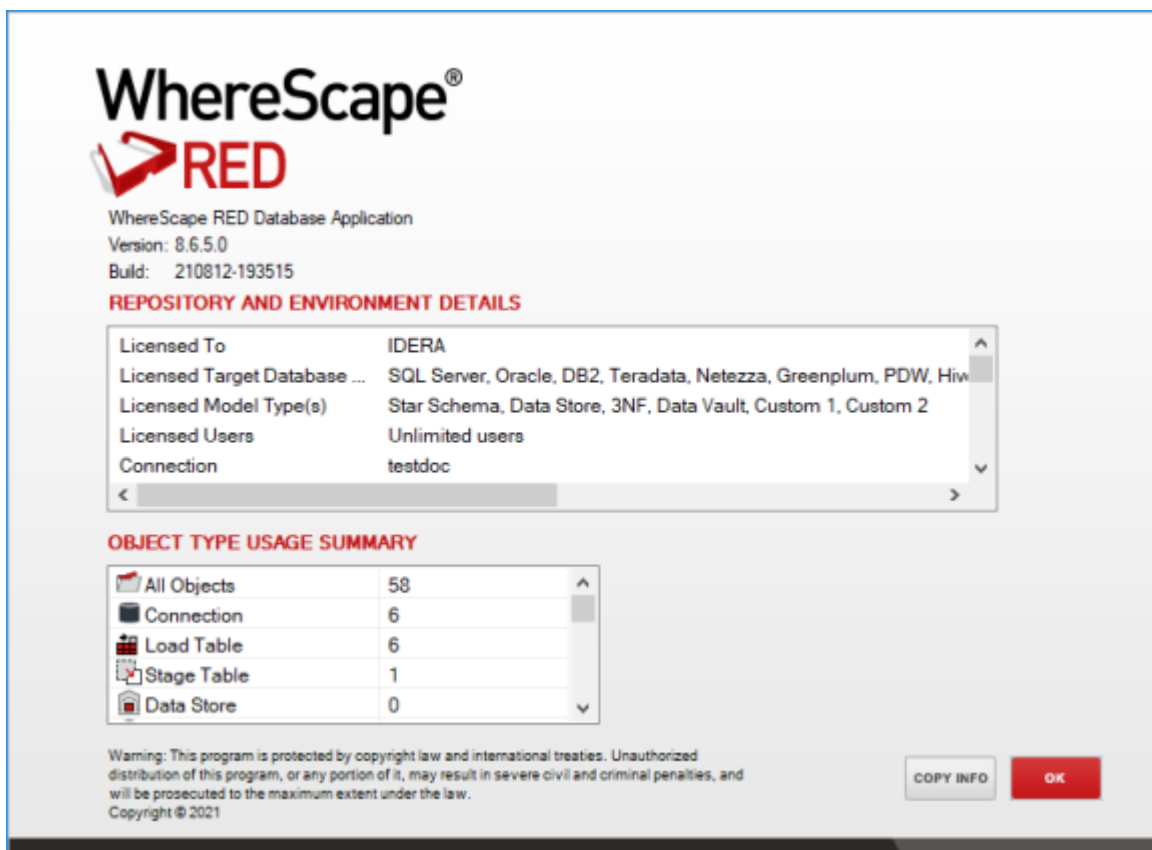 WhereScape®
RED
WhereScape RED Database Application
Version: 8.6.5.0
Build: 210812-193515
REPOSITORY AND ENVIRONMENT DETAILS
Licensed To IDERA
Licensed Target Database ... SQL Server, Oracle, DB2, Teradata, Netezza, Greenplum, PDW,
Licensed Model Type(s) Star Schema, Data Store, 3NF, Data Vault, Custom 1, Custom 2
Licensed Users Unlimited users
Connection testdoc
OBJECT TYPE USAGE SUMMARY
All Objects 58
Connection 6
Load Table 6
Stage Table 1
Data Store 0
Warning: This program is protected by copyright law and international treaties. Unauthorized
distribution of this program, or any portion of it, may result in severe civil and criminal penalties, and
will be prosecuted to the maximum extent under the law.
Copyright © 2021
COPY INFO
OK